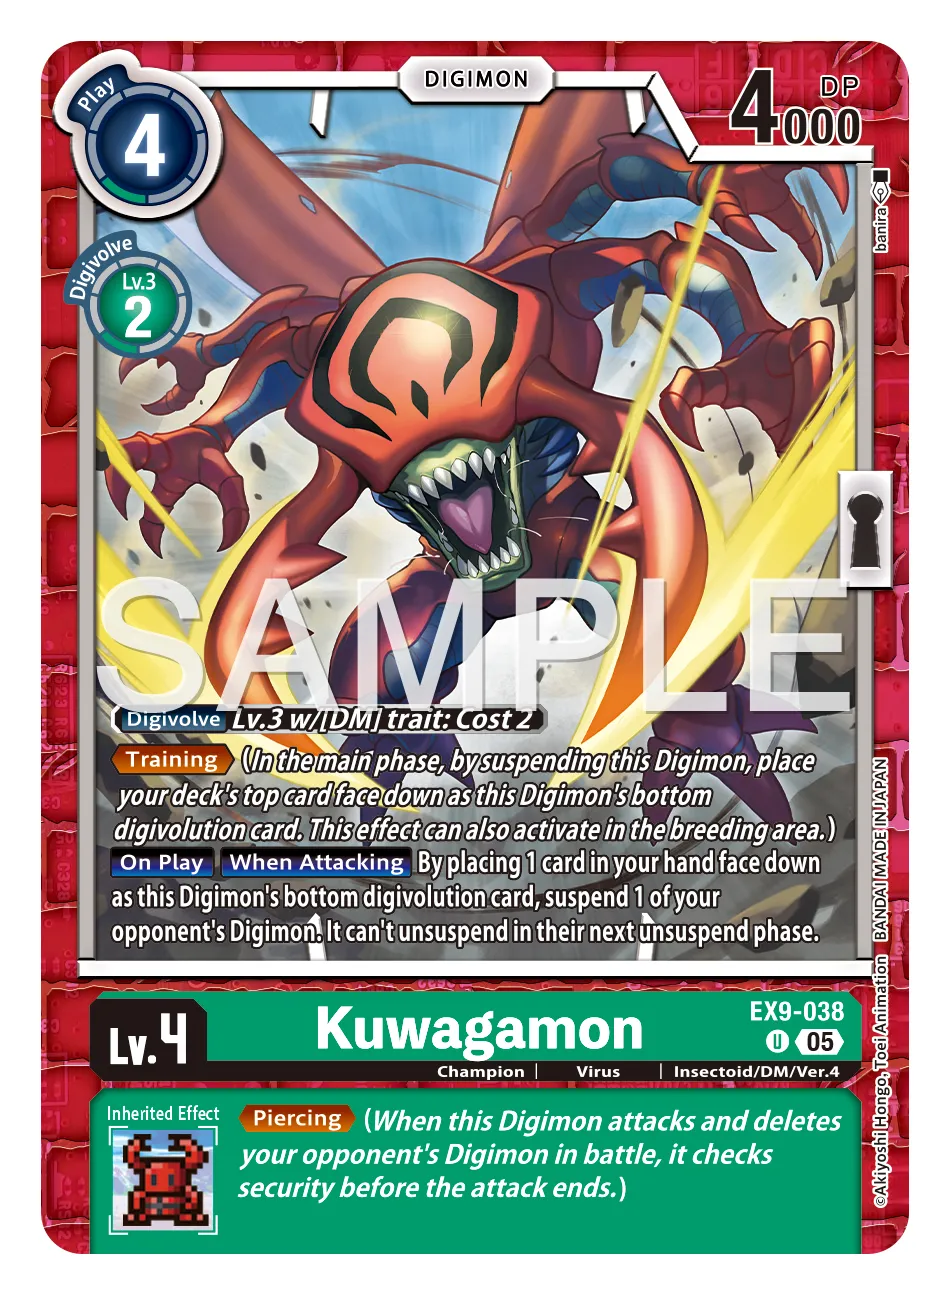 DIGIMON
Play
4
DP
4000
Digivolve
Lv.3
2
banira
SAMPLE
Digivolve Lv.3 w/[DM] trait: Cost 2
Training (In the main phase, by suspending this Digimon, place
your deck's top card face down as this Digimon's bottom
digivolution card. This effect can also activate in the breeding area.)
On Play When Attacking By placing 1 card in your hand face down
as this Digimon's bottom digivolution card, suspend 1 of your
opponent's Digimon. It can't unsuspend in their next unsuspend phase.
©Akiyoshi Hongo, Toei Animation BANDAI MADE IN JAPAN
Lv.4
Kuwagamon
EX9-038
U 05
Champion | Virus | Insectoid/DM/Ver.4
Inherited Effect
Piercing (When this Digimon attacks and deletes
your opponent's Digimon in battle, it checks
security before the attack ends.)